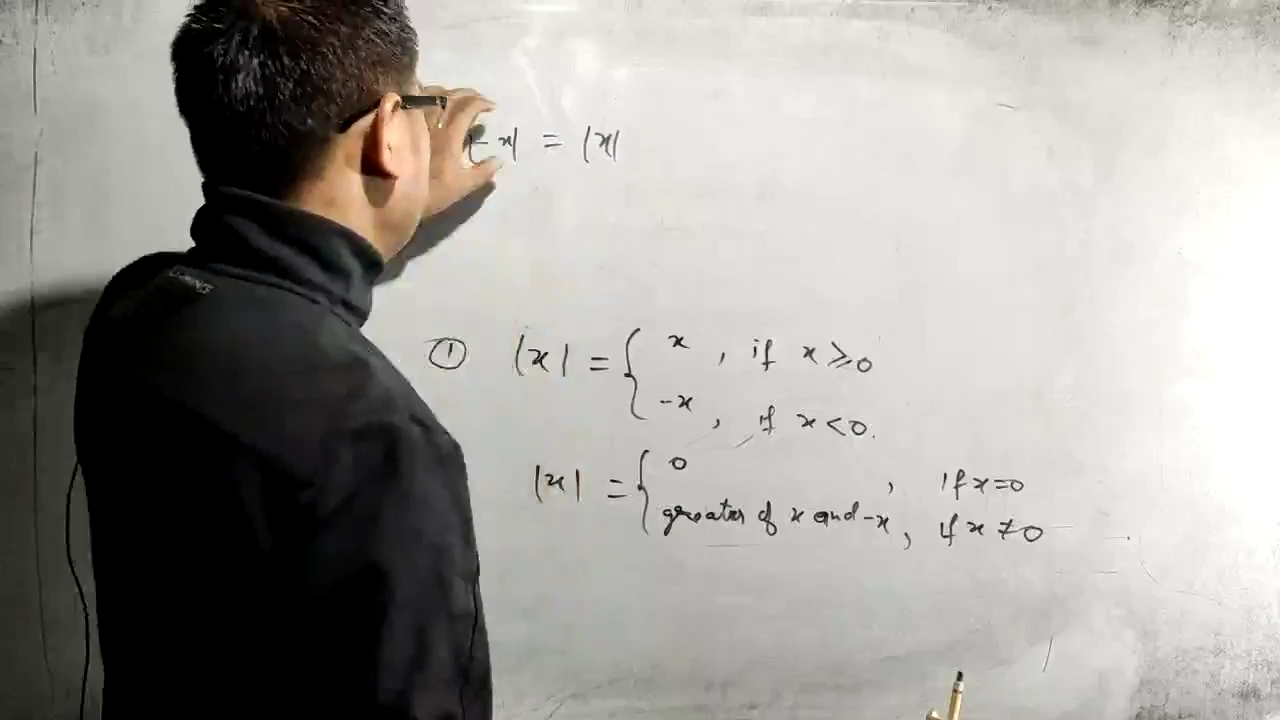 |-x| = |x|
① |x| = { x , if x ⩾ 0
-x , if x < 0.
|x| = { 0 , if x = 0
greater of x and -x , if x ≠ 0